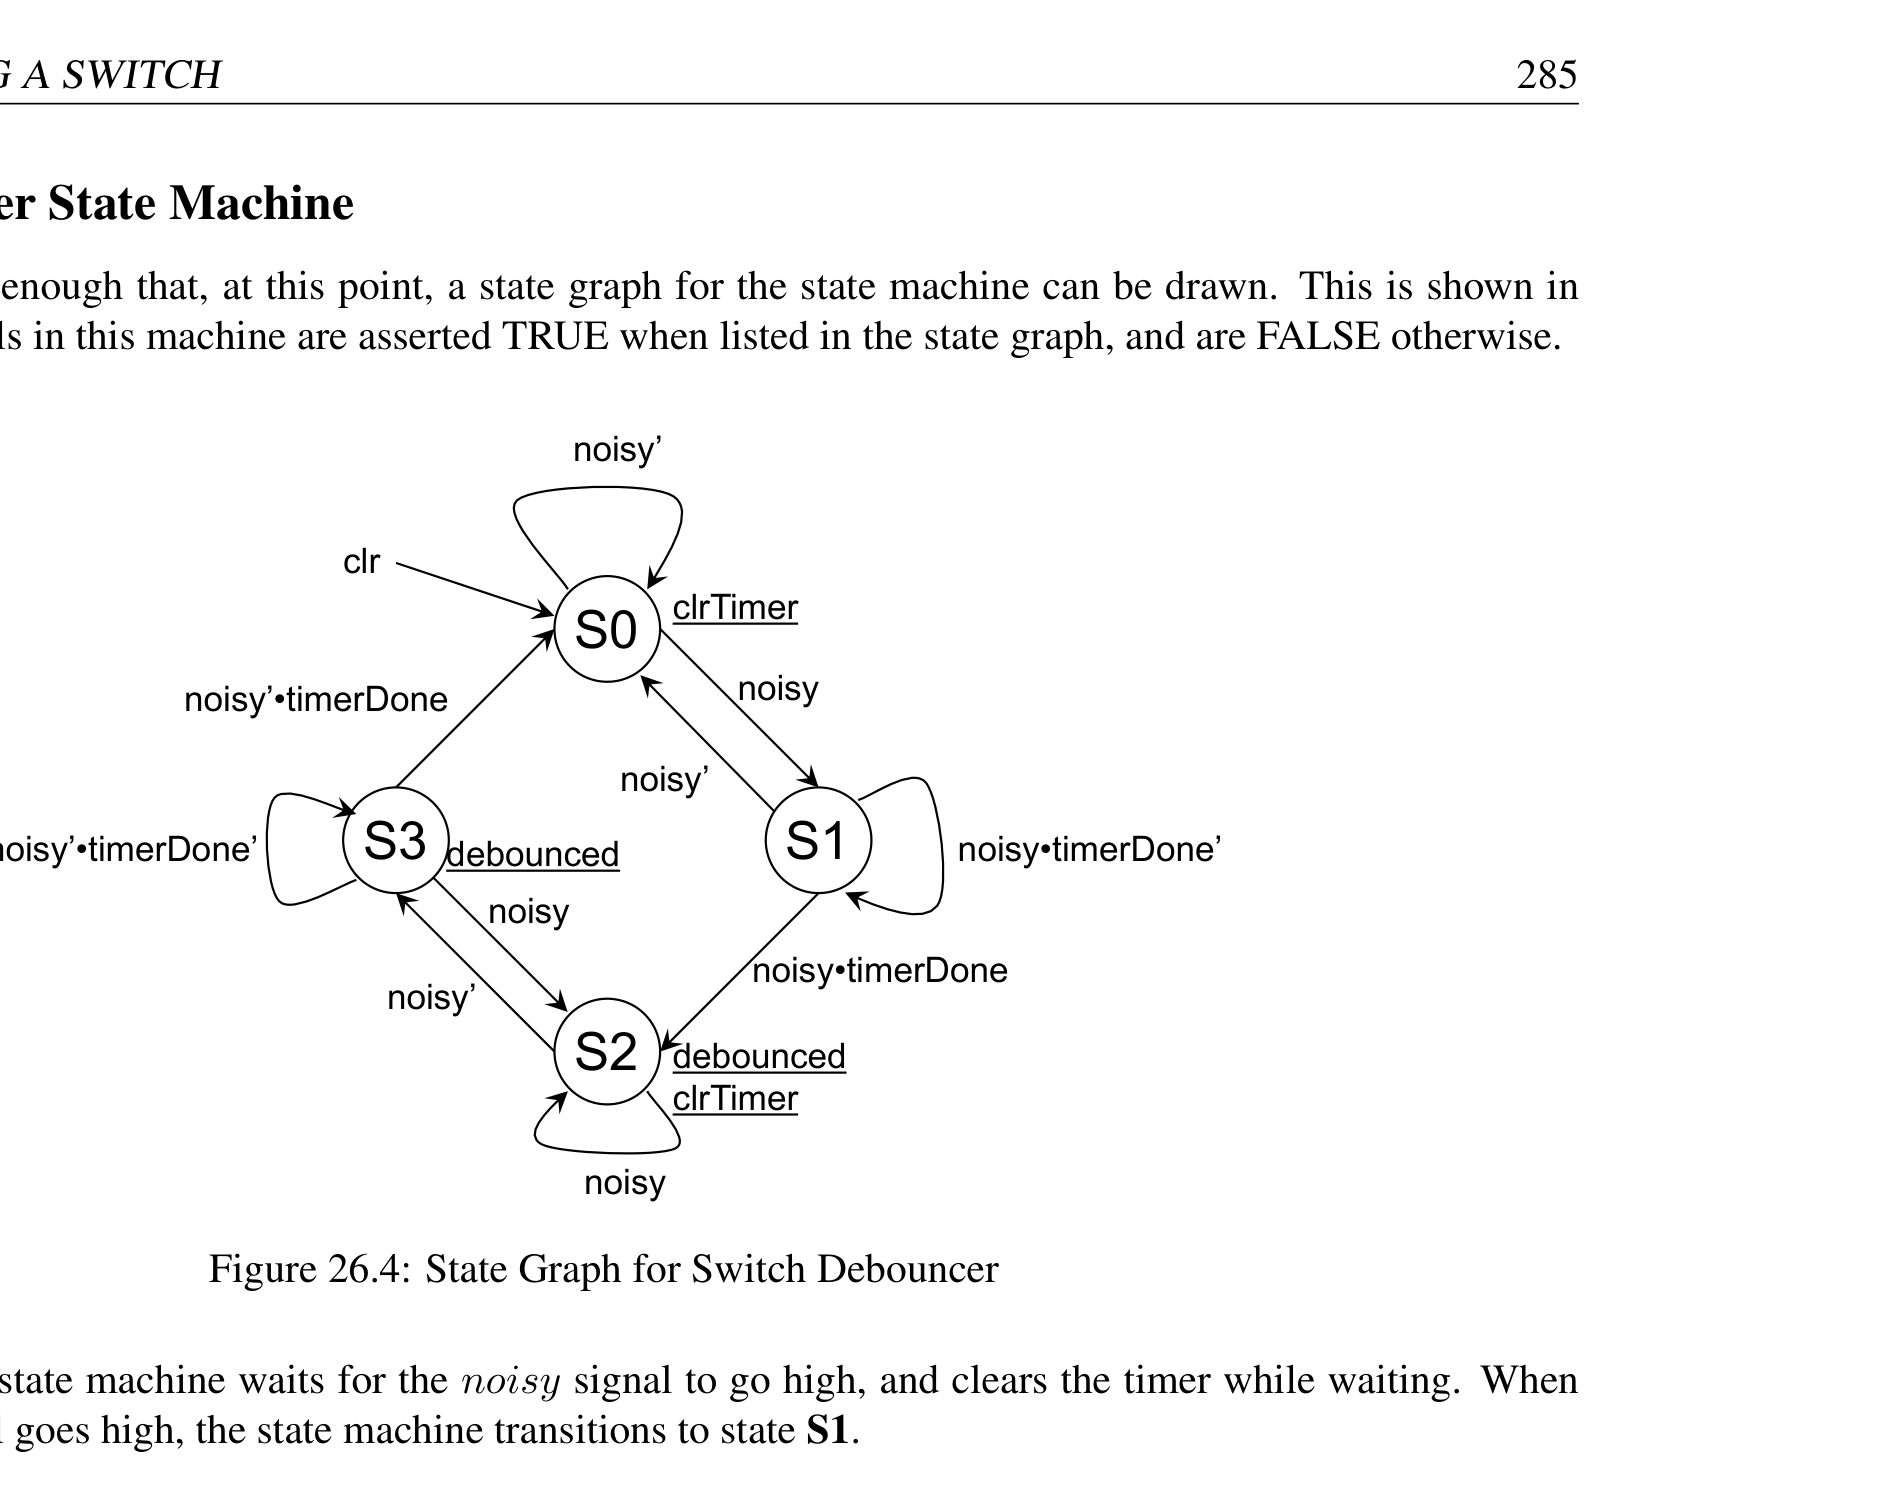 A SWITCH 285
er State Machine
enough that, at this point, a state graph for the state machine can be drawn. This is shown in
ls in this machine are asserted TRUE when listed in the state graph, and are FALSE otherwise.
noisy’
clr
S0
clrTimer
noisy’•timerDone
noisy
noisy’
noisy’•timerDone’
S3
debounced
S1
noisy•timerDone’
noisy
noisy’
noisy•timerDone
S2
debounced
clrTimer
noisy
Figure 26.4: State Graph for Switch Debouncer
state machine waits for the noisy signal to go high, and clears the timer while waiting. When
goes high, the state machine transitions to state S1.